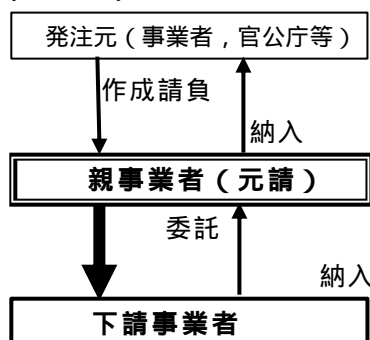 発注元（事業者，官公庁等）
作成請負
納入
親事業者（元請）
委託
納入
下請事業者